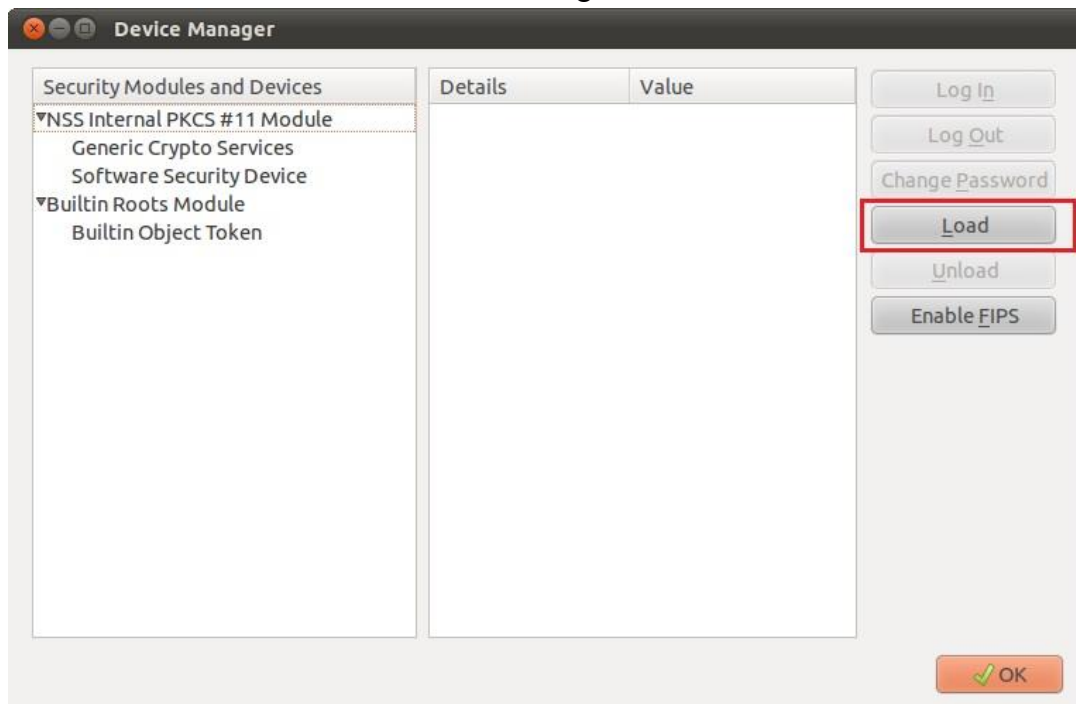 Device Manager
Security Modules and Devices
NSS Internal PKCS #11 Module
Generic Crypto Services
Software Security Device
Builtin Roots Module
Builtin Object Token
Details Value
Log In
Log Out
Change Password
Load
Unload
Enable FIPS
OK